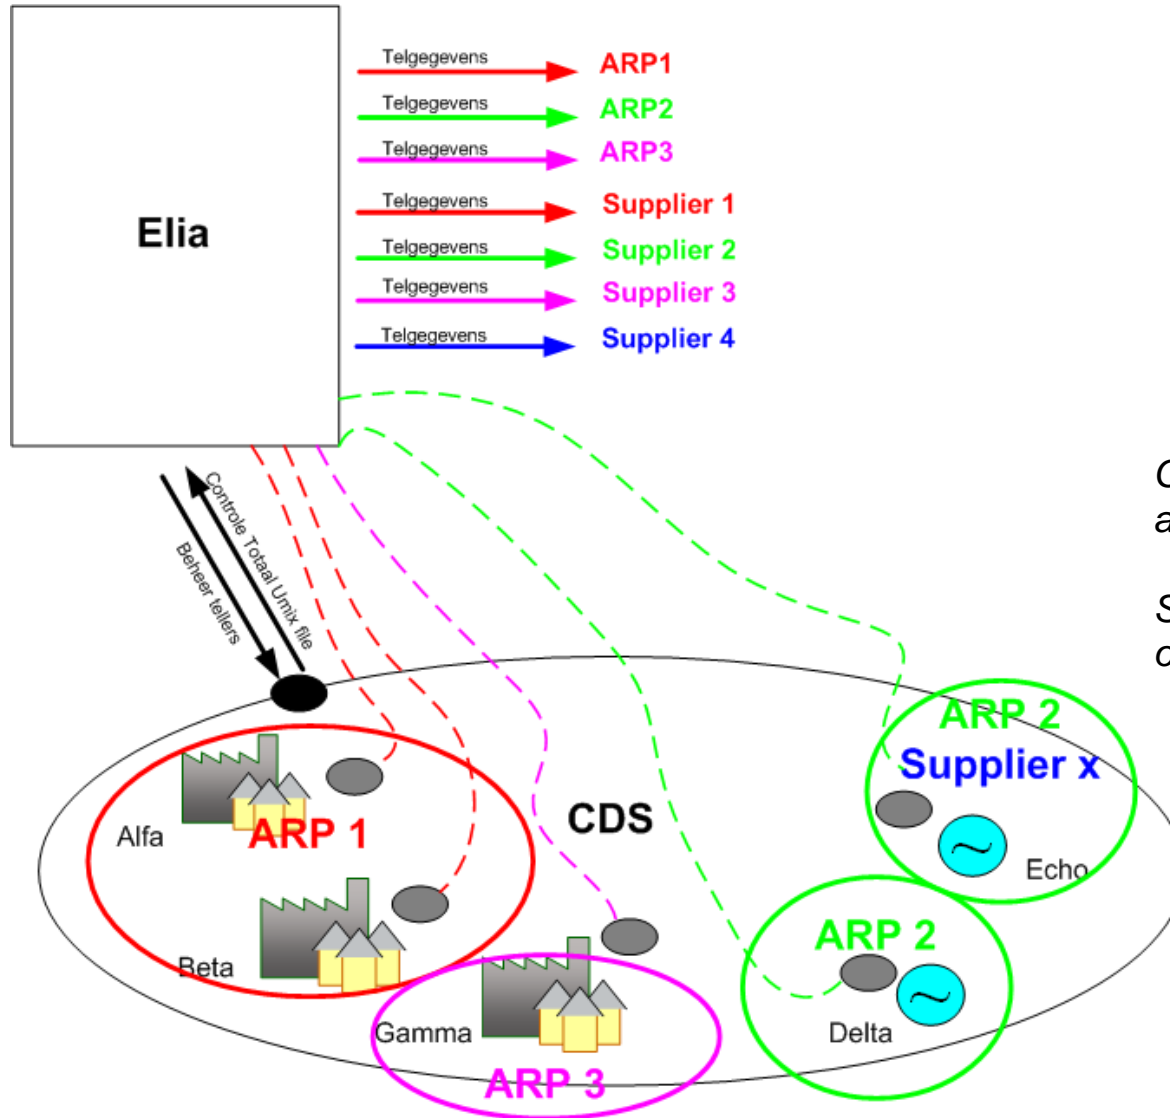 Telgegevens
ARP1
Telgegevens
ARP2
Telgegevens
ARP3
Telgegevens
Supplier 1
Elia
Telgegevens
Supplier 2
Telgegevens
Supplier 3
Telgegevens
Supplier 4
Controle Totaal Umix file
Beheer tellers
ARP 2
Supplier x
Echo
CDS
Alfa
ARP 1
Beta
ARP 2
Delta
Gamma
ARP 3